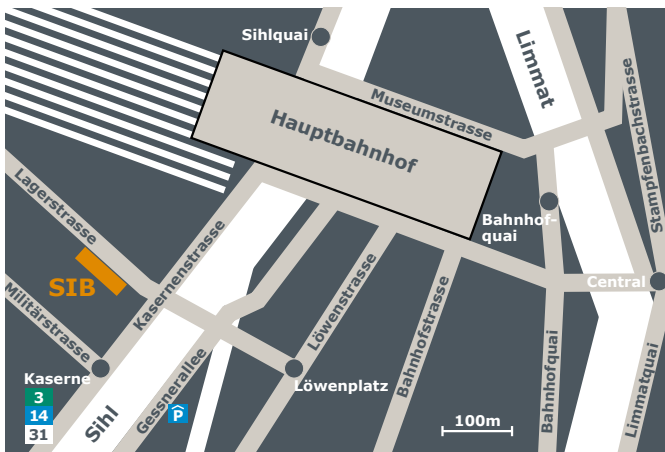 Sihlquai
Limmat
Museumstrasse
Stampfenbachstrasse
Hauptbahnhof
Lagerstrasse
Bahnhof-
quai
Kasernenstrasse
SIB
Central
Militärstrasse
Löwenstrasse
Bahnhofstrasse
Gessnerallee
Kaserne
Löwenplatz
Bahnhofquai
Limmatquai
3
14
31
Sihl
P
100m